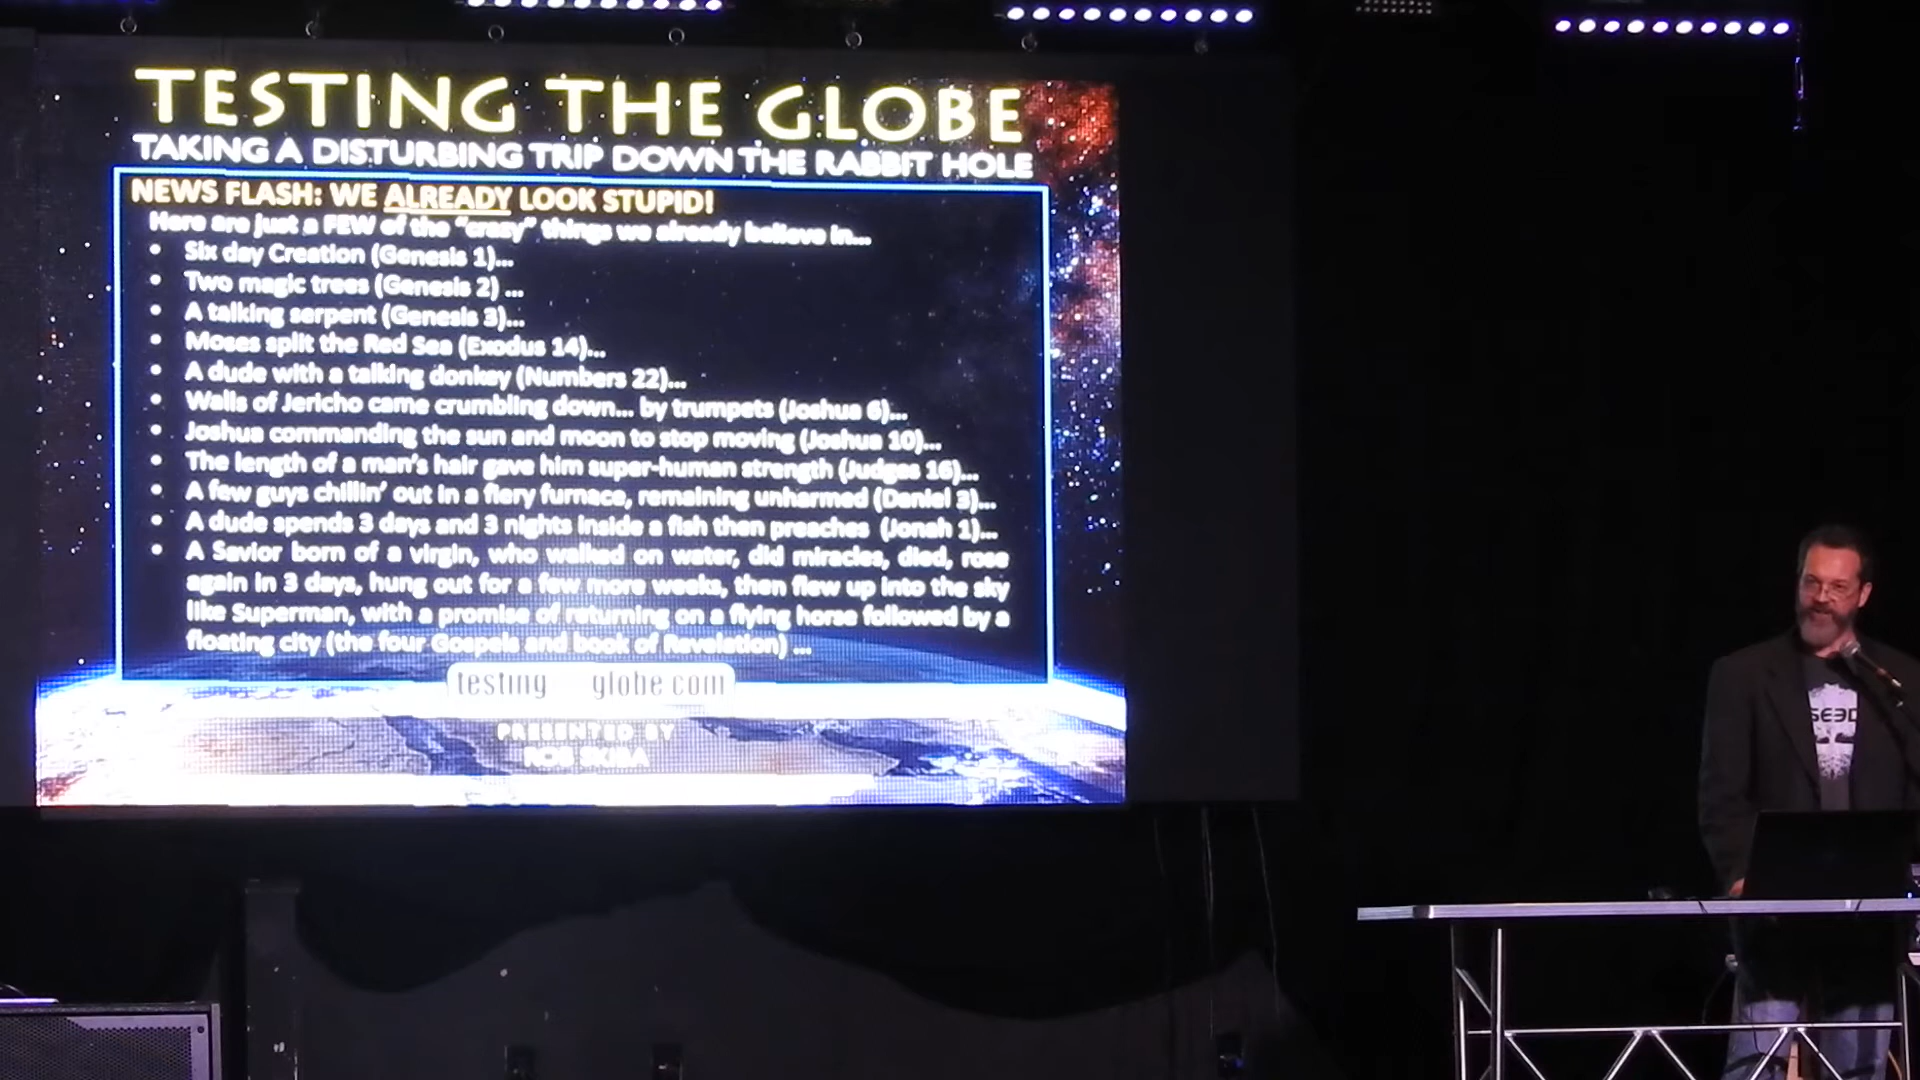 TESTING THE GLOBE
TAKING A DISTURBING TRIP DOWN THE RABBIT HOLE
NEWS FLASH: WE ALREADY LOOK STUPID!
Here are just a FEW of the "crazy" things we already believe in...
• Six day Creation (Genesis 1)...
• Two magic trees (Genesis 2) ...
• A talking serpent (Genesis 3)...
• Moses split the Red Sea (Exodus 14)...
• A dude with a talking donkey (Numbers 22)...
• Walls of Jericho came crumbling down... by trumpets (Joshua 6)...
• Joshua commanding the sun and moon to stop moving (Joshua 10)...
• The length of a man's hair gave him super-human strength (Judges 16)...
• A few guys chillin' out in a fiery furnace, remaining unharmed (Daniel 3)...
• A dude spends 3 days and 3 nights inside a fish then preaches (Jonah 1)...
• A Savior born of a virgin, who walked on water, did miracles, died, rose
again in 3 days, hung out for a few more weeks, then flew up into the sky
like Superman, with a promise of returning on a flying horse followed by a
floating city (the four Gospels and book of Revelation) ...
testing globe.com
PRESENTED BY
ROB SKIBA
SEED